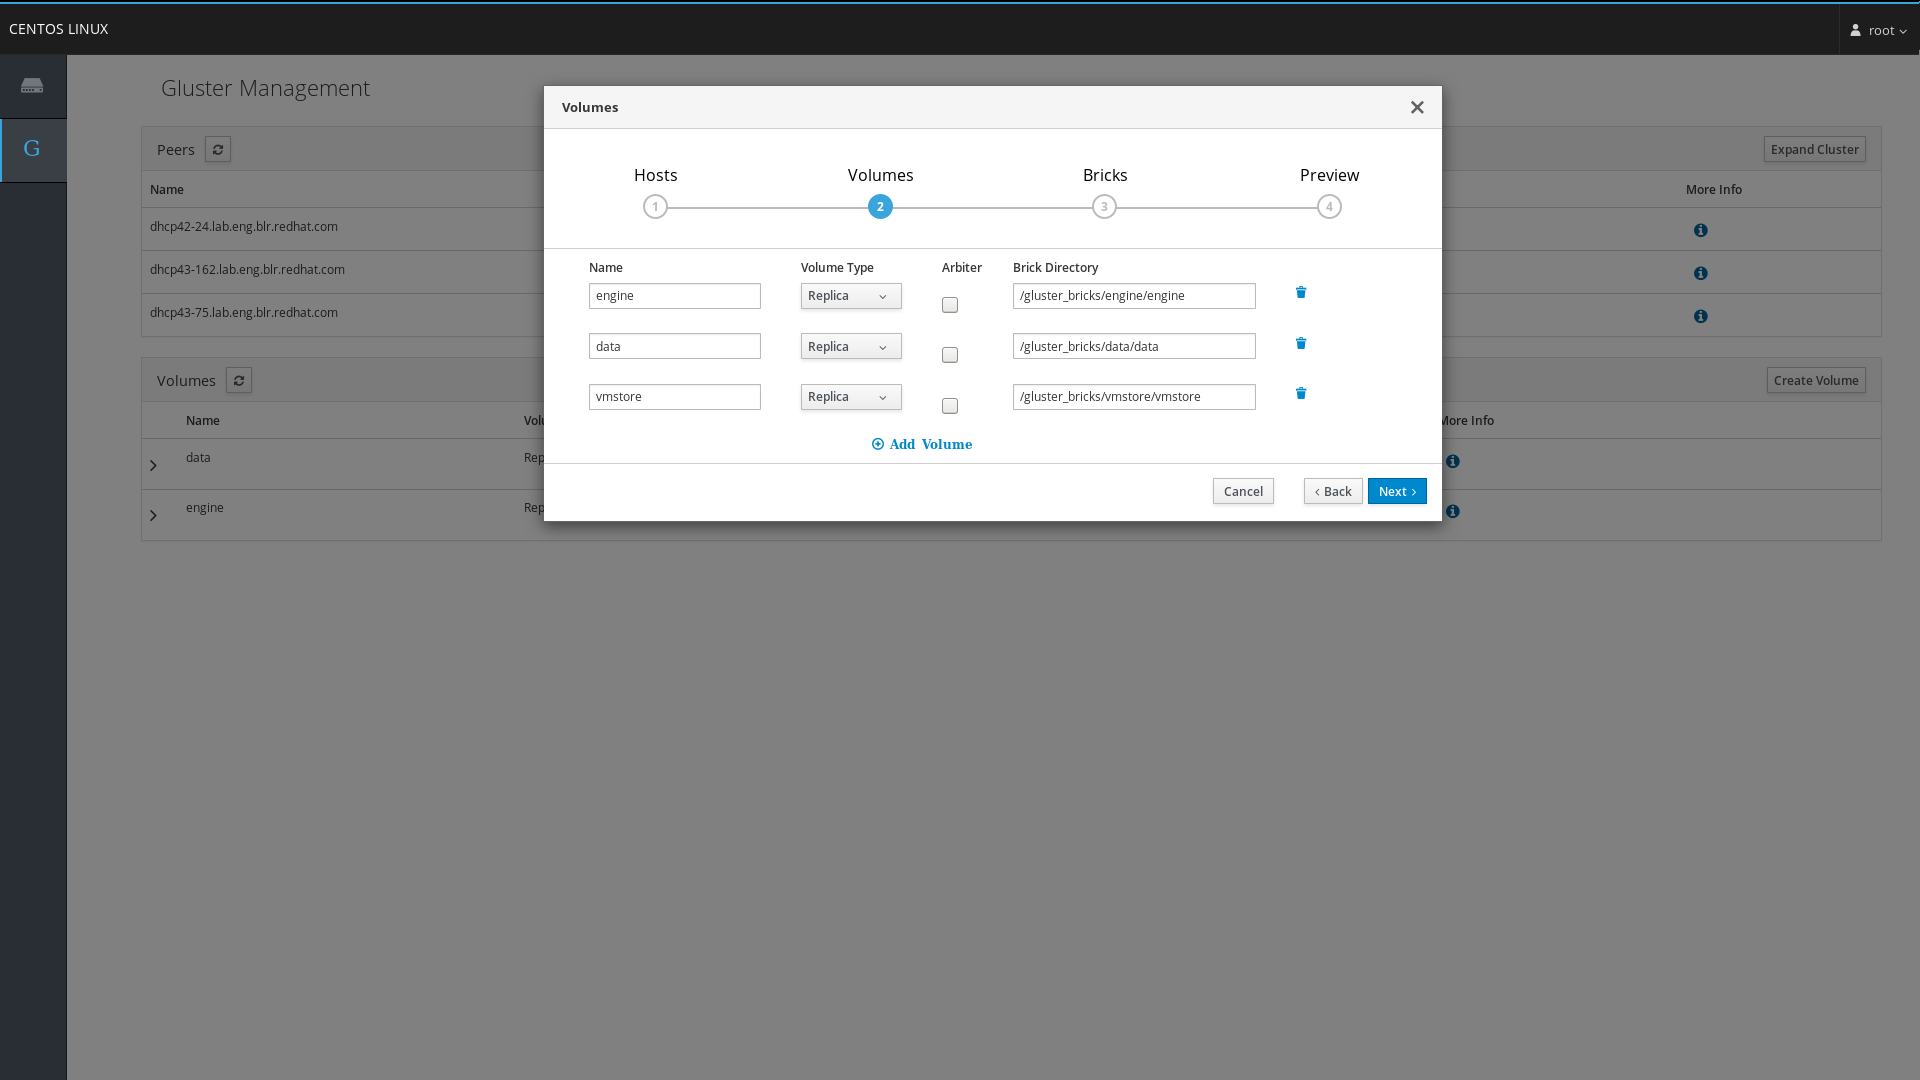 CENTOS LINUX
root
G
Gluster Management
Peers
Expand Cluster
Name
More Info
dhcp42-24.lab.eng.blr.redhat.com
dhcp43-162.lab.eng.blr.redhat.com
dhcp43-75.lab.eng.blr.redhat.com
Volumes
Create Volume
Name
Volu
More Info
data
Rep
engine
Rep
Volumes
Hosts
Volumes
Bricks
Preview
1
2
3
4
Name
Volume Type
Arbiter
Brick Directory
engine
Replica
/gluster_bricks/engine/engine
data
Replica
/gluster_bricks/data/data
vmstore
Replica
/gluster_bricks/vmstore/vmstore
Add Volume
Cancel
‹ Back
Next ›